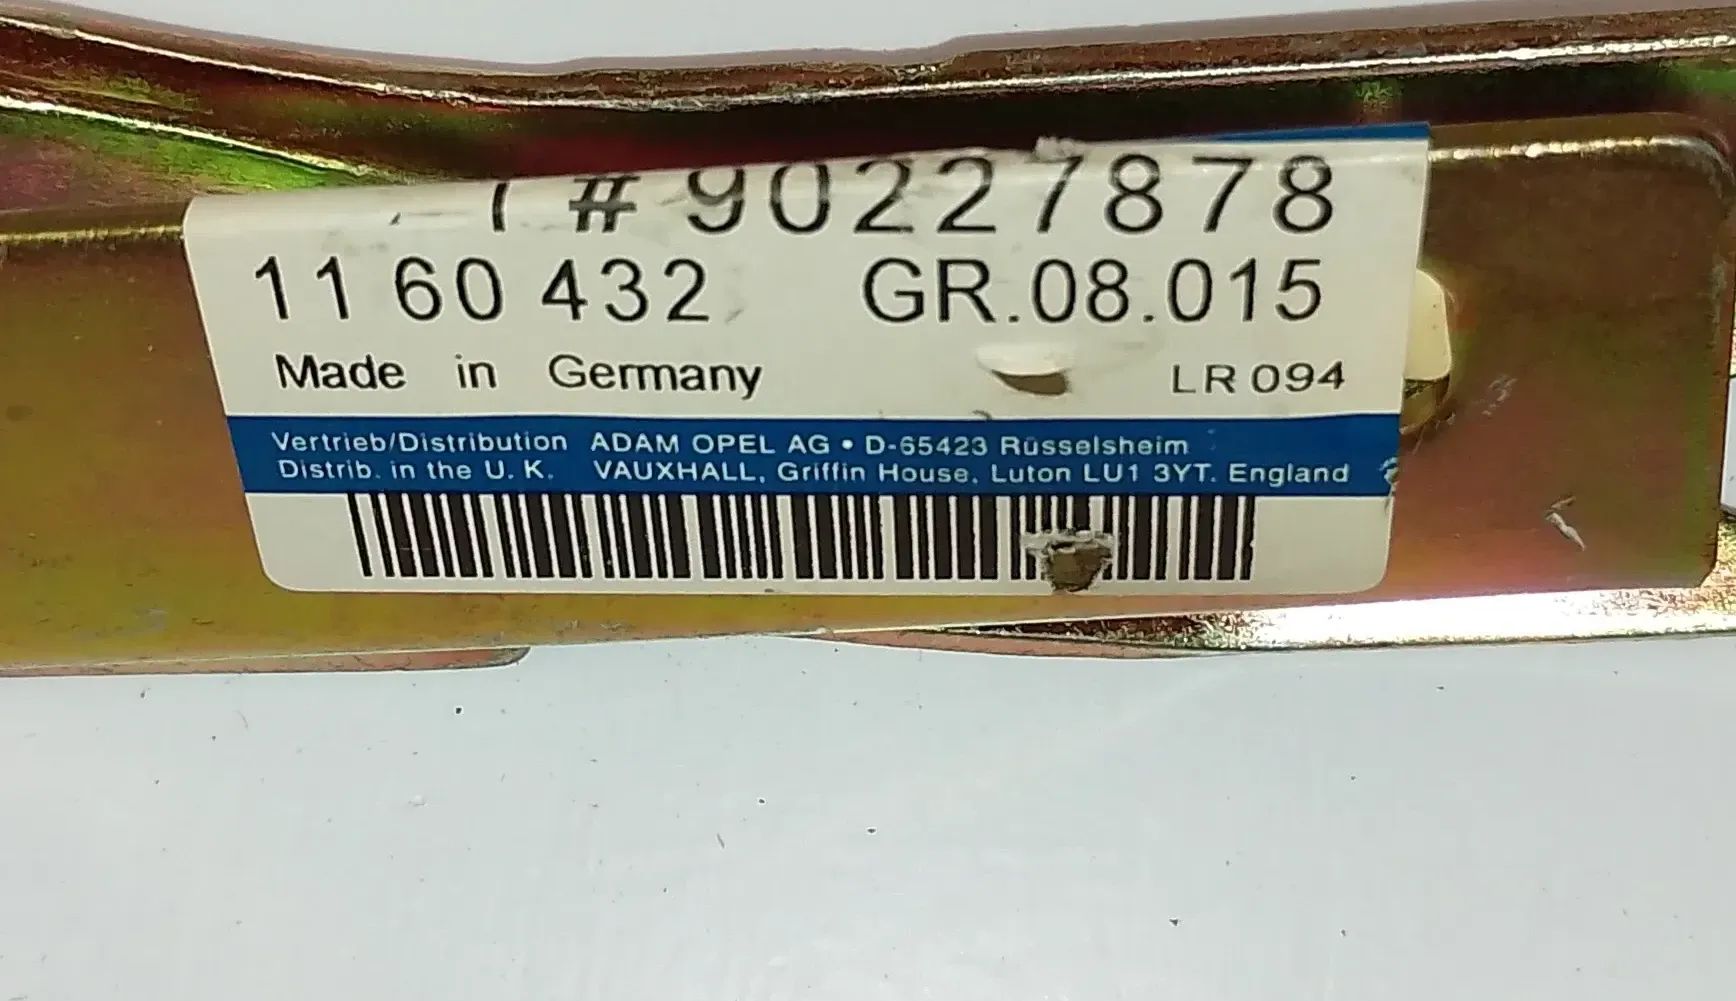 1 # 90227878
11 60 432 GR.08.015
Made in Germany LR 094
Vertrieb/Distribution ADAM OPEL AG • D-65423 Rüsselsheim
Distrib. in the U. K. VAUXHALL, Griffin House, Luton LU1 3YT. England